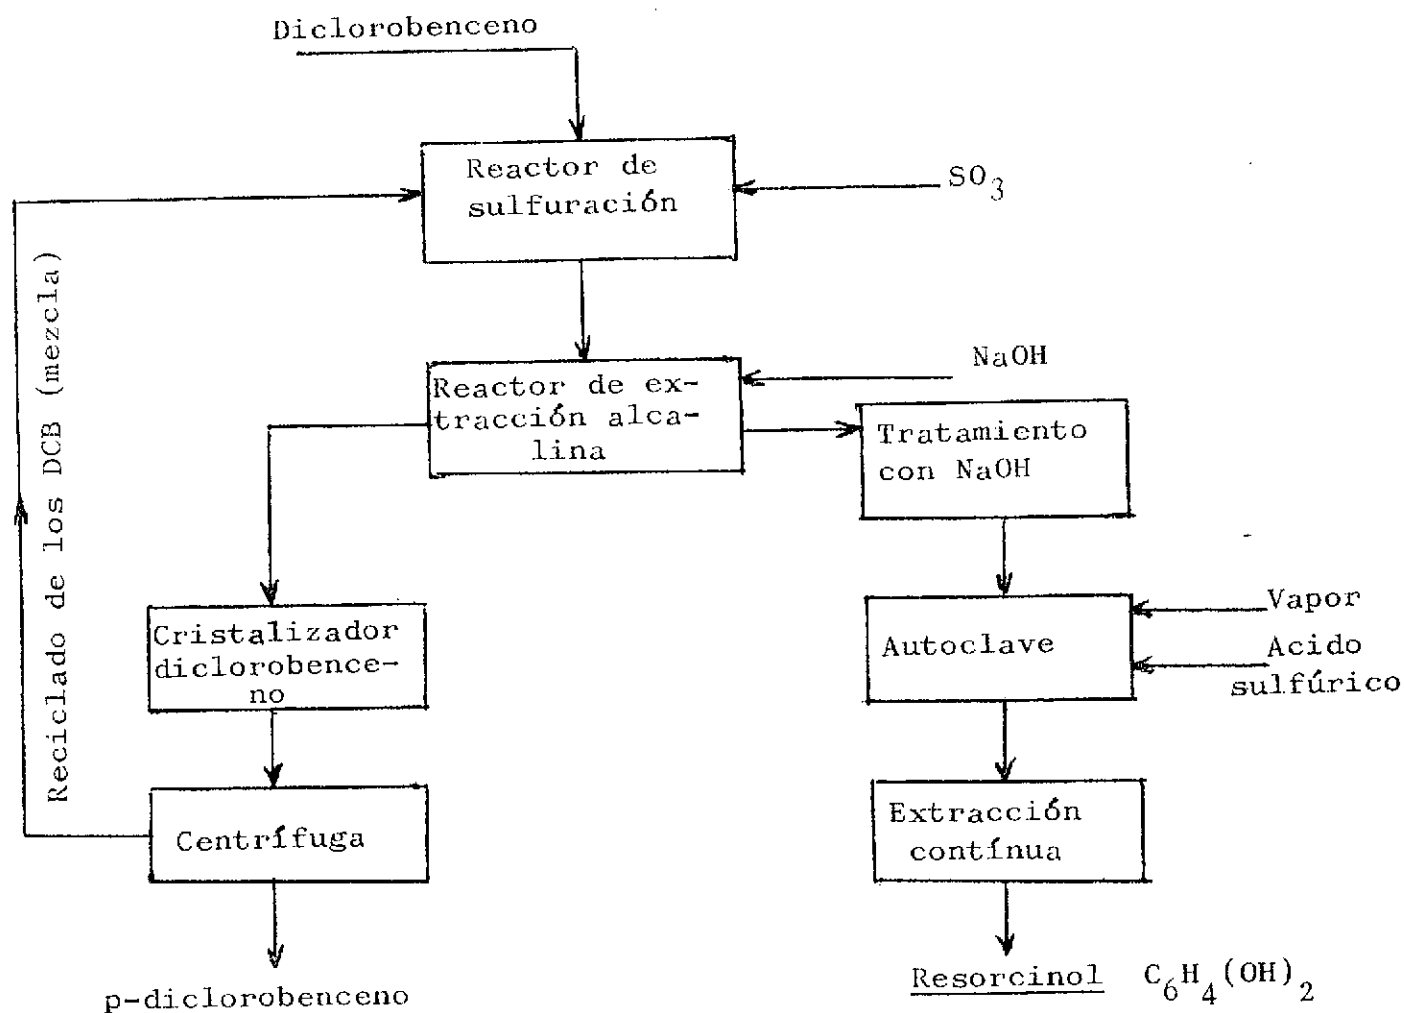 Diclorobenceno
Reactor de
sulfuración
SO3
NaOH
Reactor de ex-
tracción alca-
lina
Tratamiento
con NaOH
Reciclado de los DCB (mezcla)
Cristalizador
diclorobence-
no
Autoclave
Vapor
Acido
sulfúrico
Centrífuga
Extracción
contínua
p-diclorobenceno
Resorcinol C6H4(OH)2